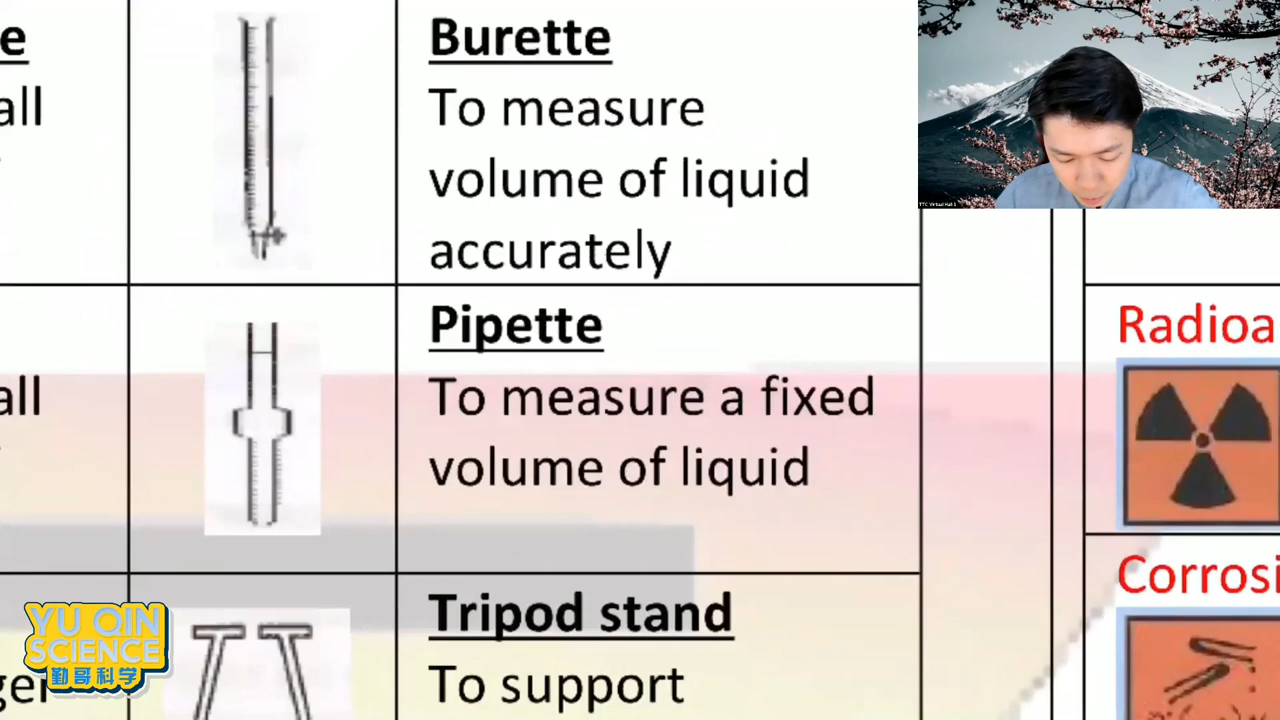 e
all
Burette
To measure
volume of liquid
accurately
all
Pipette
To measure a fixed
volume of liquid
Tripod stand
To support
Radioa
Corrosi
YU QIN
SCIENCE
勤哥科学